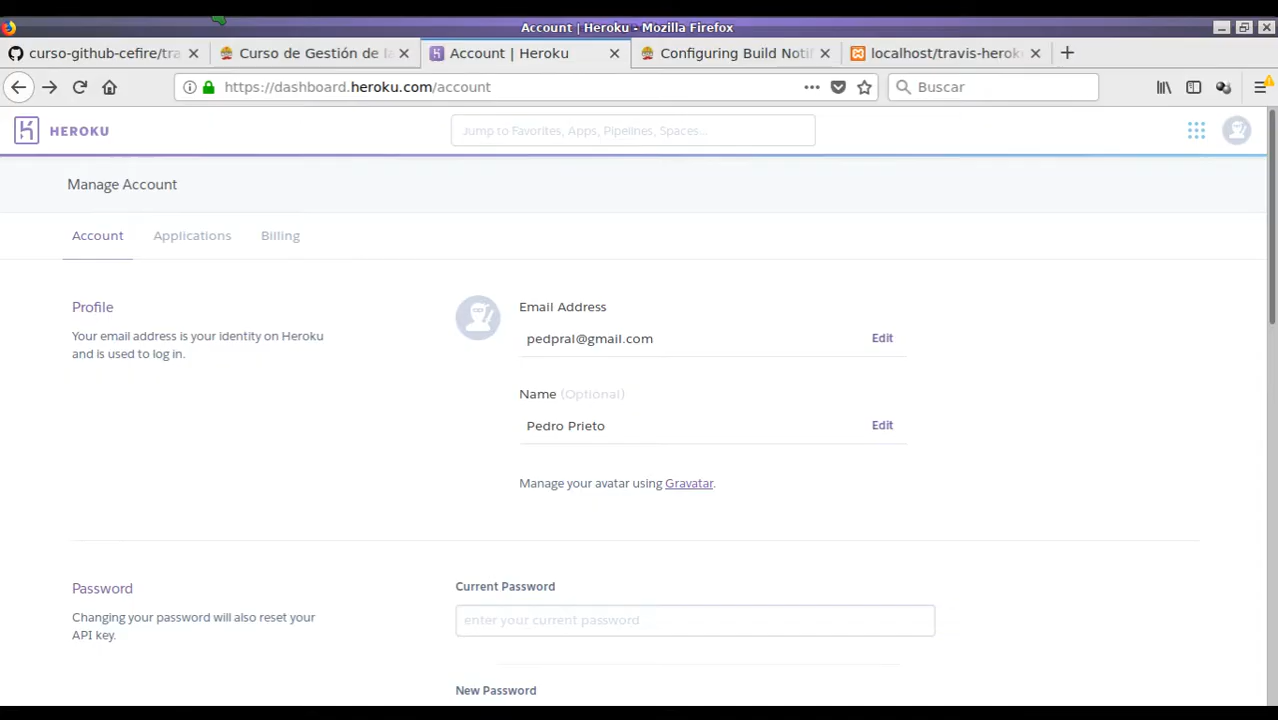 Account | Heroku - Mozilla Firefox
curso-github-cefire/tra
Curso de Gestión de la
Account | Heroku
Configuring Build Noti
localhost/travis-heroku
https://dashboard.heroku.com/account
Buscar
HEROKU
Jump to Favorites, Apps, Pipelines, Spaces...
Manage Account
Account
Applications
Billing
Profile
Your email address is your identity on Heroku
and is used to log in.
Email Address
pedpral@gmail.com
Edit
Name (Optional)
Pedro Prieto
Edit
Manage your avatar using Gravatar.
Password
Changing your password will also reset your
API key.
Current Password
enter your current password
New Password